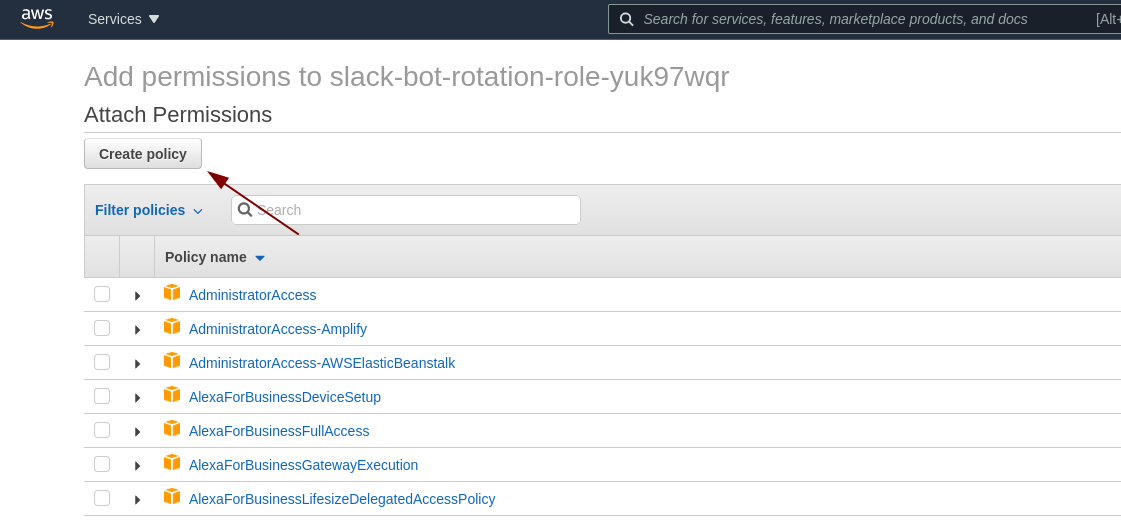 aws Services Search for services, features, marketplace products, and docs [Alt+
Add permissions to slack-bot-rotation-role-yuk97wqr
Attach Permissions
Create policy
Filter policies Search
Policy name
AdministratorAccess
AdministratorAccess-Amplify
AdministratorAccess-AWSElasticBeanstalk
AlexaForBusinessDeviceSetup
AlexaForBusinessFullAccess
AlexaForBusinessGatewayExecution
AlexaForBusinessLifesizeDelegatedAccessPolicy